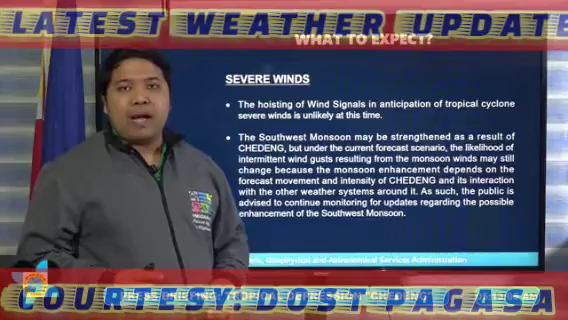 LATEST WEATHER UPDATE
WHAT TO EXPECT?
SEVERE WINDS
• The hoisting of Wind Signals in anticipation of tropical cyclone
severe winds is unlikely at this time.
• The Southwest Monsoon may be strengthened as a result of
CHEDENG, but under the current forecast scenario, the likelihood of
intermittent wind gusts resulting from the monsoon winds may still
change because the monsoon enhancement depends on the
forecast movement and intensity of CHEDENG and its interaction
with the other weather systems around it. As such, the public is
advised to continue monitoring for updates regarding the possible
enhancement of the Southwest Monsoon.
Geophysical and Astronomical Services Administration
PRESS BRIEFING: TROPICAL DEPRESSION "CHEDENG"
COURTESY: DOST PAGASA